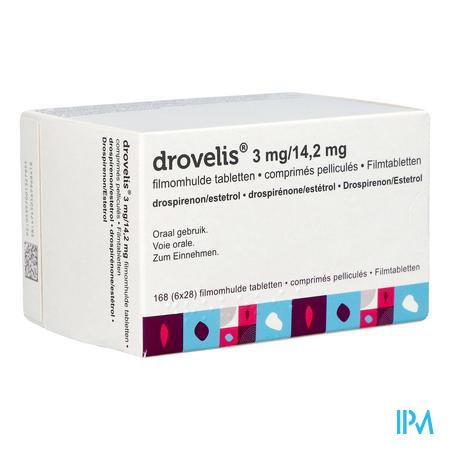 drovelis® 3 mg/14,2 mg
filmomhulde tabletten • comprimés pelliculés • Filmtabletten
drospirenon/estetrol • drospirénone/estétrol • Drospirenon/Estetrol
Oraal gebruik.
Voie orale.
Zum Einnehmen.
168 (6x28) filmomhulde tabletten • comprimés pelliculés • Filmtabletten
drovelis® 3 mg/14,2 mg filmomhulde tabletten •
comprimés pelliculés • Filmtabletten
drospirenon/estetrol • drospirénone/estétrol •
Drospirenon/Estetrol
IPM